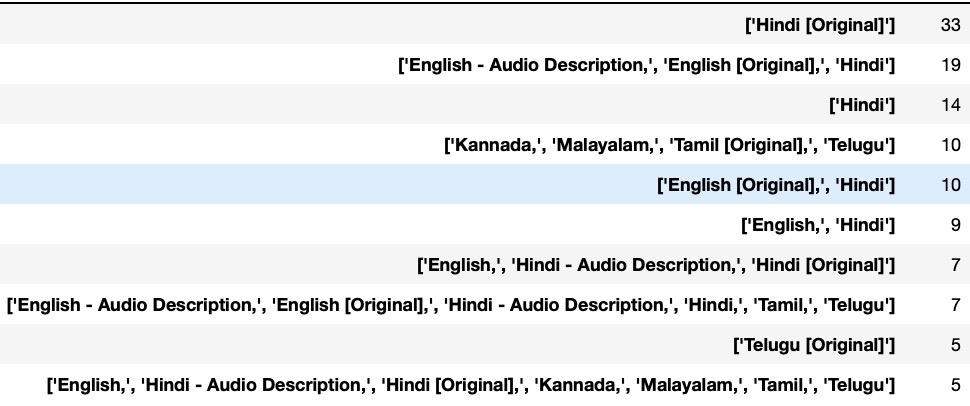 ['Hindi [Original]'] 33
['English - Audio Description,', 'English [Original],', 'Hindi'] 19
['Hindi'] 14
['Kannada,', 'Malayalam,', 'Tamil [Original],', 'Telugu'] 10
['English [Original],', 'Hindi'] 10
['English,', 'Hindi'] 9
['English,', 'Hindi - Audio Description,', 'Hindi [Original]'] 7
['English - Audio Description,', 'English [Original],', 'Hindi - Audio Description,', 'Hindi,', 'Tamil,', 'Telugu'] 7
['Telugu [Original]'] 5
['English,', 'Hindi - Audio Description,', 'Hindi [Original],', 'Kannada,', 'Malayalam,', 'Tamil,', 'Telugu'] 5